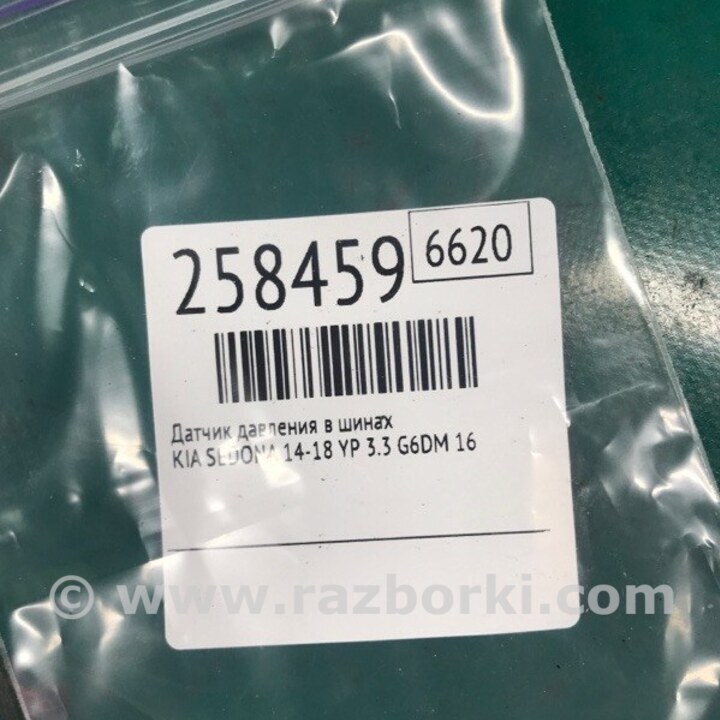 258459 6620
Датчик давления в шинах
KIA SEDONA 14-18 YP 3.3 G6DM 16
© www.razborki.com